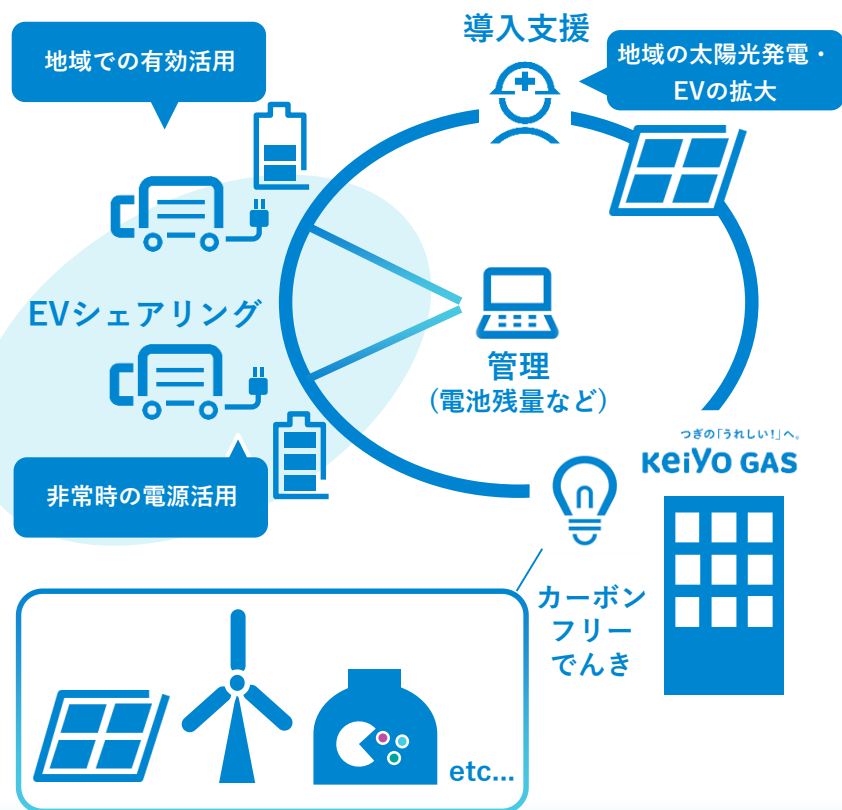 導入支援
地域での有効活用
地域の太陽光発電・
EVの拡大
EVシェアリング
管理
（電池残量など）
つぎの「うれしい！」へ。
KeiYO GAS
非常時の電源活用
カーボン
フリー
でんき
etc...